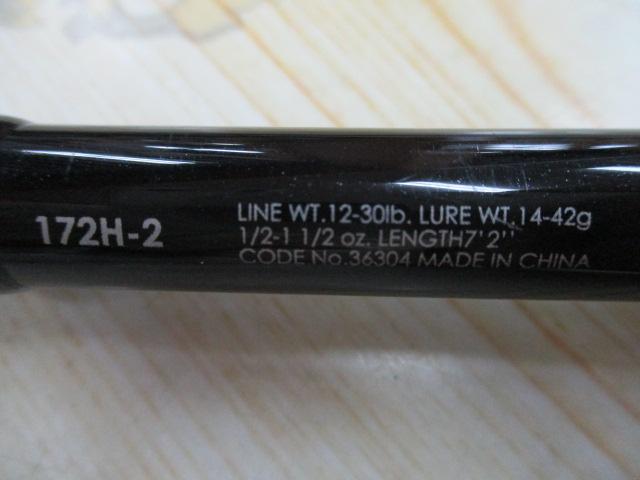 172H-2
LINE WT.12-30lb. LURE WT.14-42g
1/2-1 1/2 oz. LENGTH7'2''
CODE No.36304 MADE IN CHINA